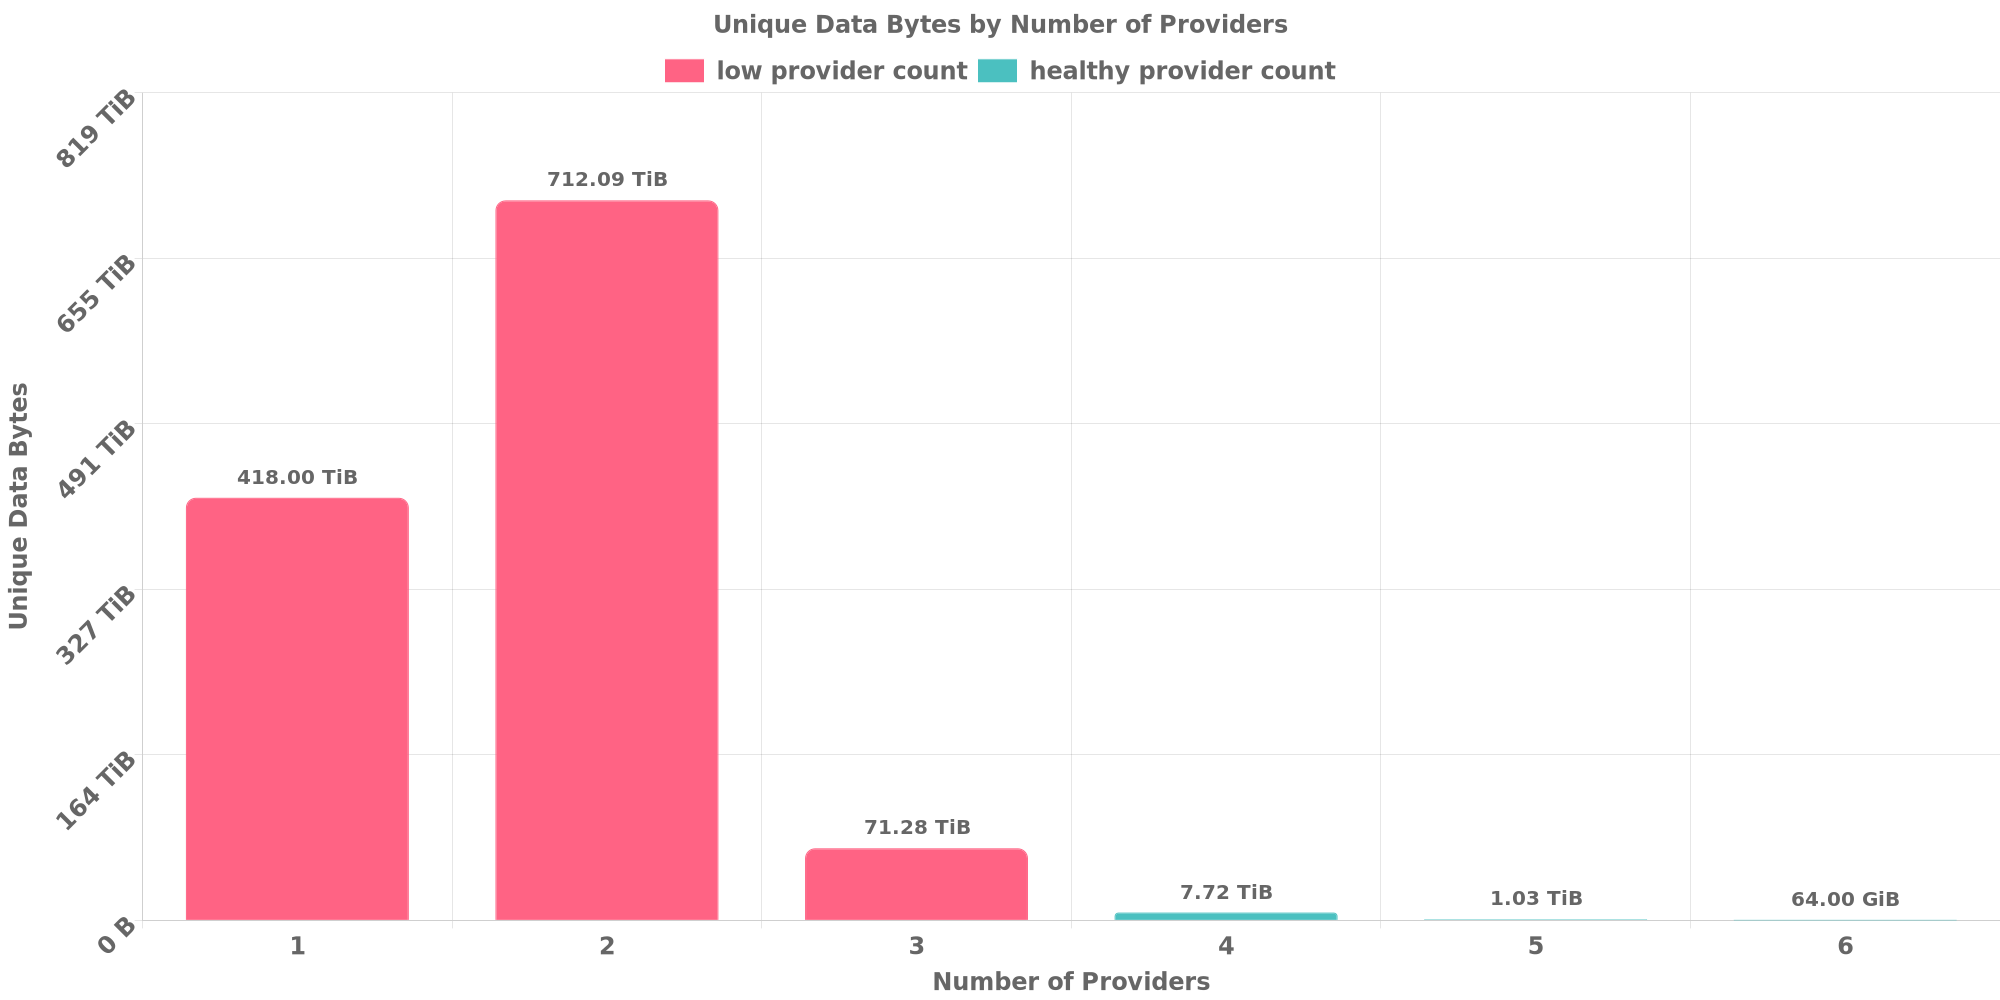 Unique Data Bytes by Number of Providers
low provider count healthy provider count
819 TiB
655 TiB
491 TiB
327 TiB
164 TiB
0 B
Unique Data Bytes
418.00 TiB
712.09 TiB
71.28 TiB
7.72 TiB
1.03 TiB
64.00 GiB
1 2 3 4 5 6
Number of Providers